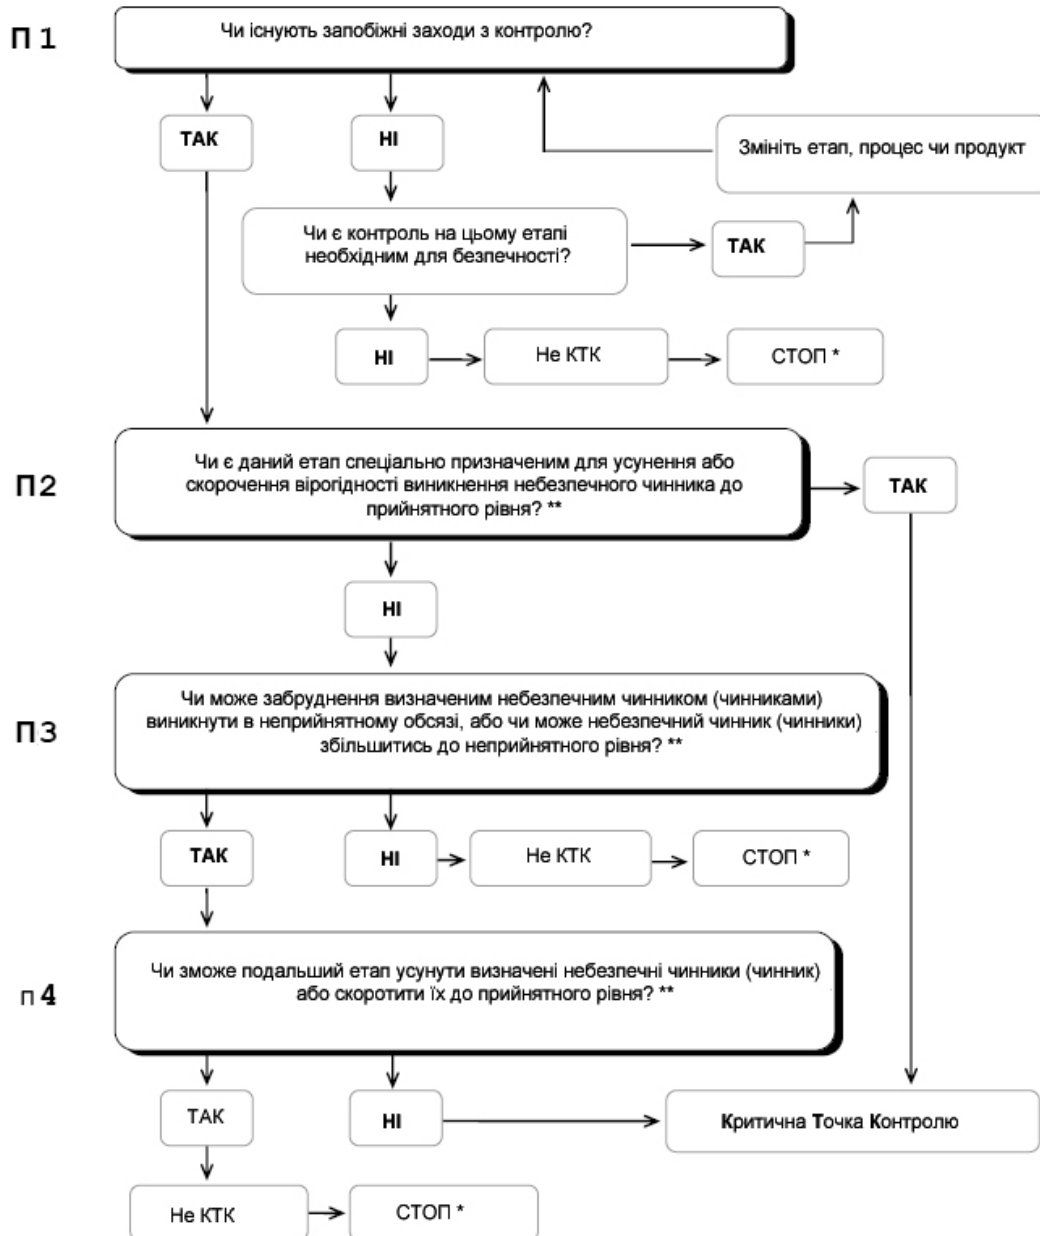 П 1
Чи існують запобіжні заходи з контролю?
ТАК
НІ
Змініть етап, процес чи продукт
Чи є контроль на цьому етапі
необхідним для безпечності?
ТАК
НІ
Не КТК
СТОП *
П2
Чи є даний етап спеціально призначеним для усунення або
скорочення вірогідності виникнення небезпечного чинника до
прийнятного рівня? **
ТАК
НІ
П3
Чи може забруднення визначеним небезпечним чинником (чинниками)
виникнути в неприйнятному обсязі, або чи може небезпечний чинник (чинники)
збільшитись до неприйнятного рівня? **
ТАК
НІ
Не КТК
СТОП *
п4
Чи зможе подальший етап усунути визначені небезпечні чинники (чинник)
або скоротити їх до прийнятного рівня? **
ТАК
НІ
Критична Точка Контролю
Не КТК
СТОП *